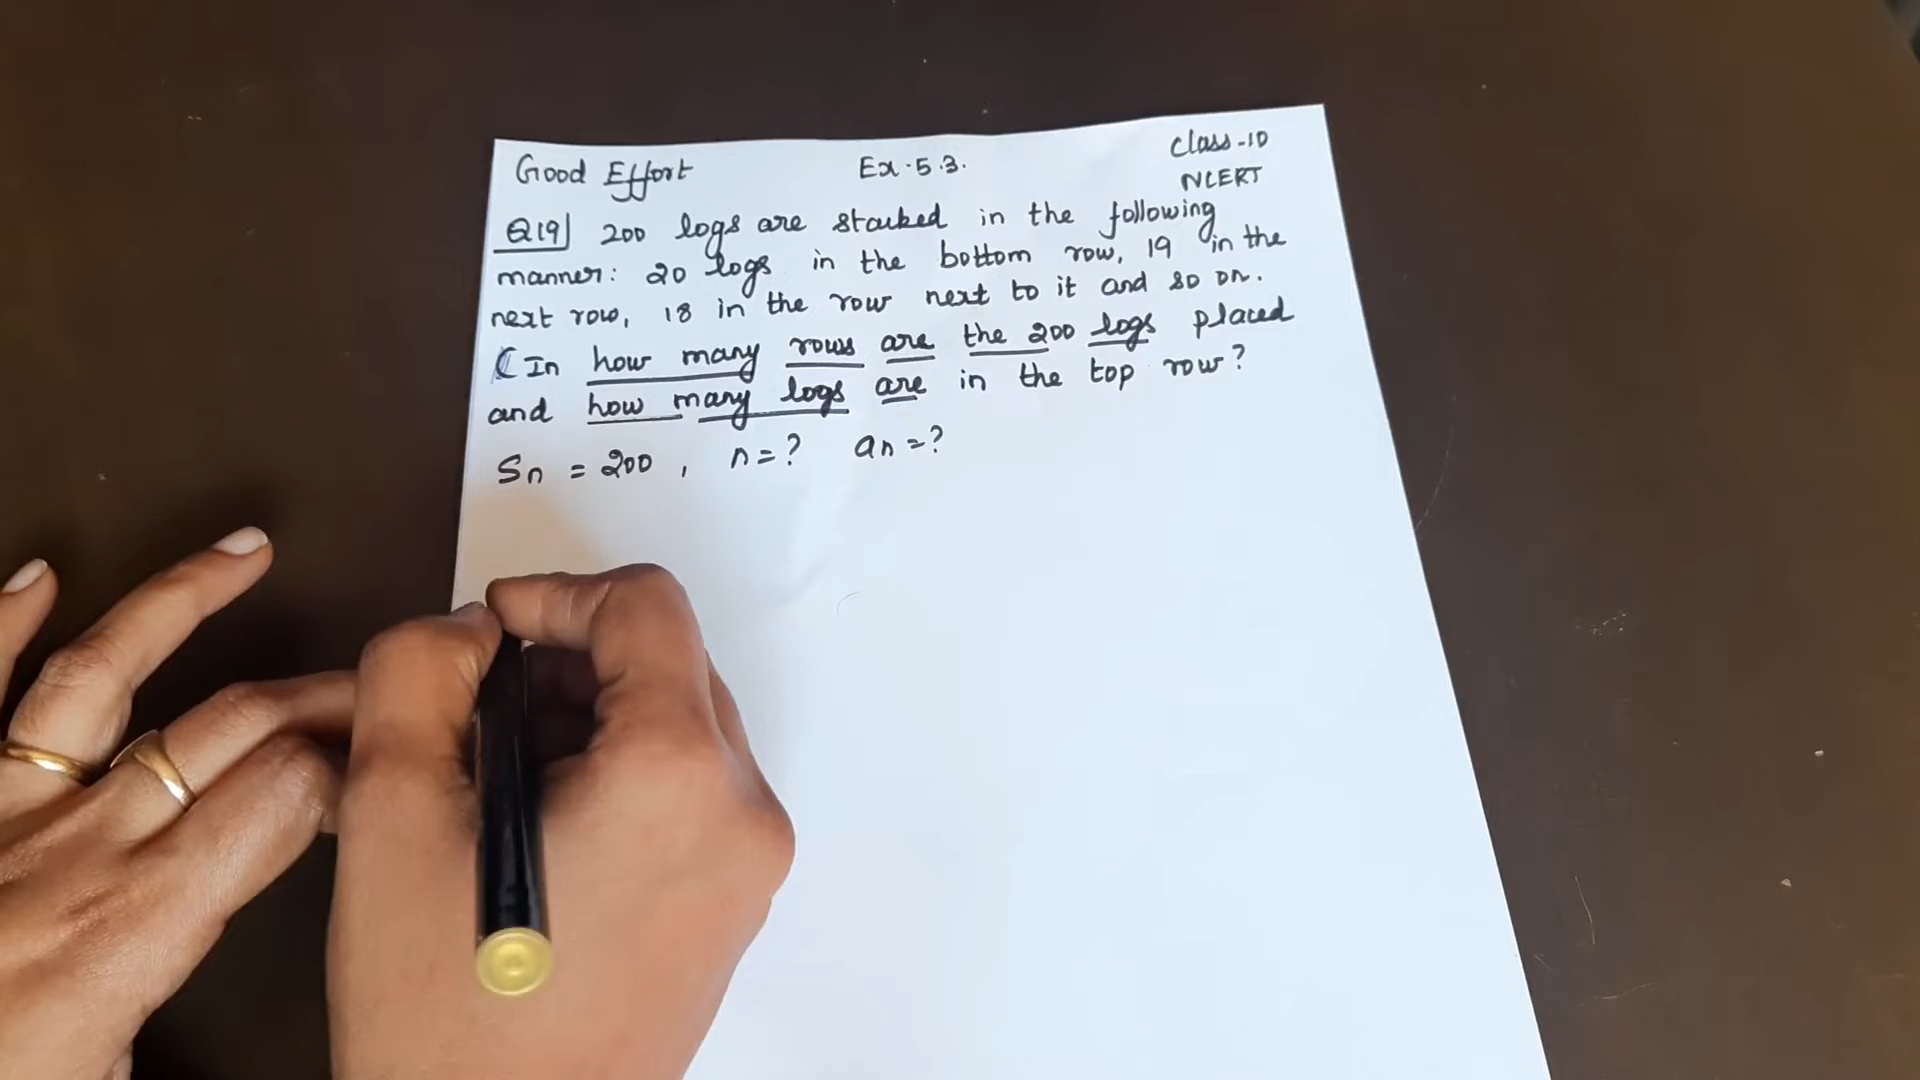 Good Effort Ex.5.3. Class-10
NCERT
Q19] 200 logs are stacked in the following
manner: 20 logs in the bottom row, 19 in the
next row, 18 in the row next to it and so on.
(In how many rows are the 200 logs placed
and how many logs are in the top row?
Sn = 200, n=? an=?